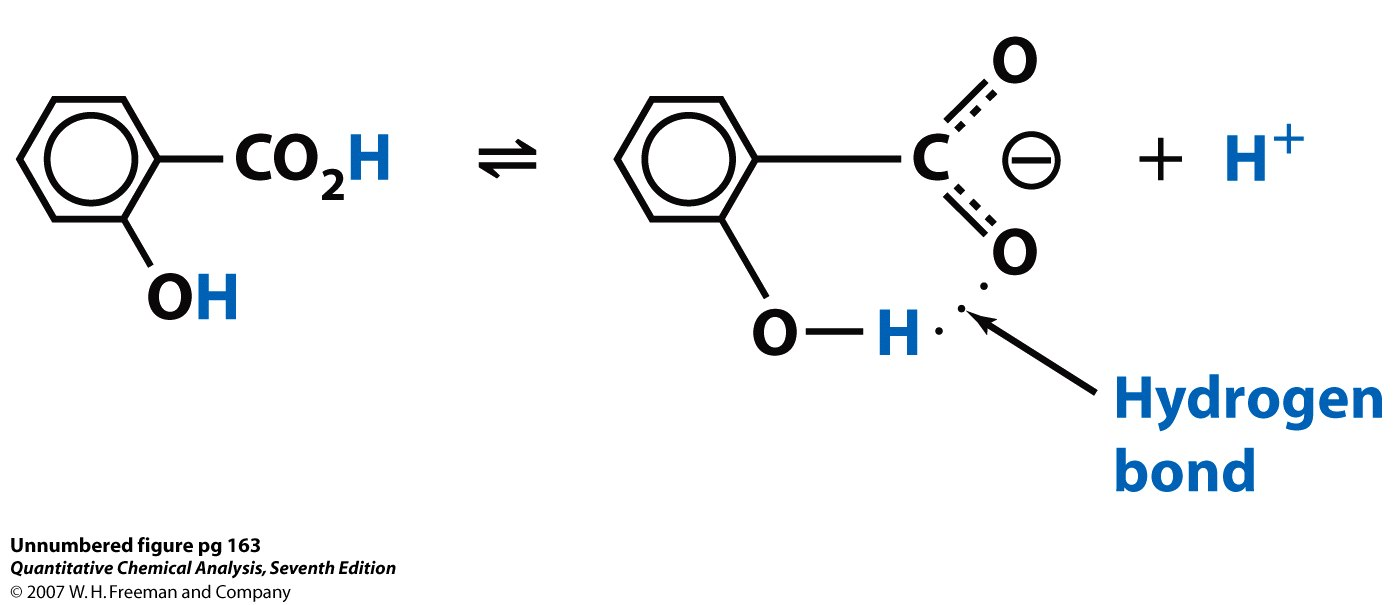 O
CO₂H ⇌ C ⊖ + H⁺
O
OH
O—H
Hydrogen
bond
Unnumbered figure pg 163
Quantitative Chemical Analysis, Seventh Edition
© 2007 W. H. Freeman and Company